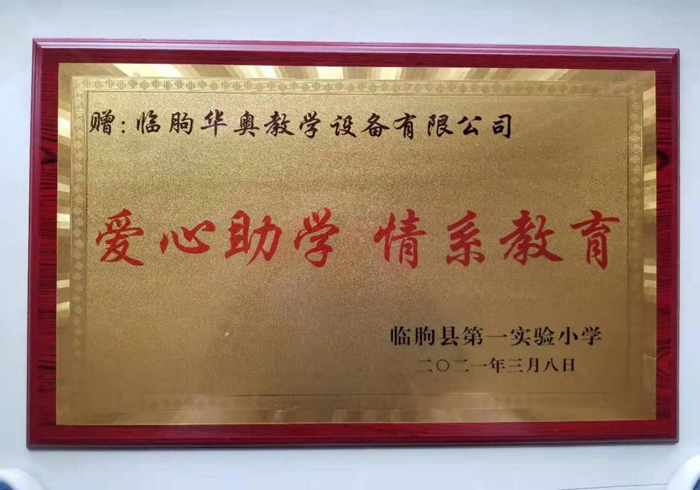 赠:临朐华奥教学设备有限公司
爱心助学 情系教育
临朐县第一实验小学
二〇二一年三月八日